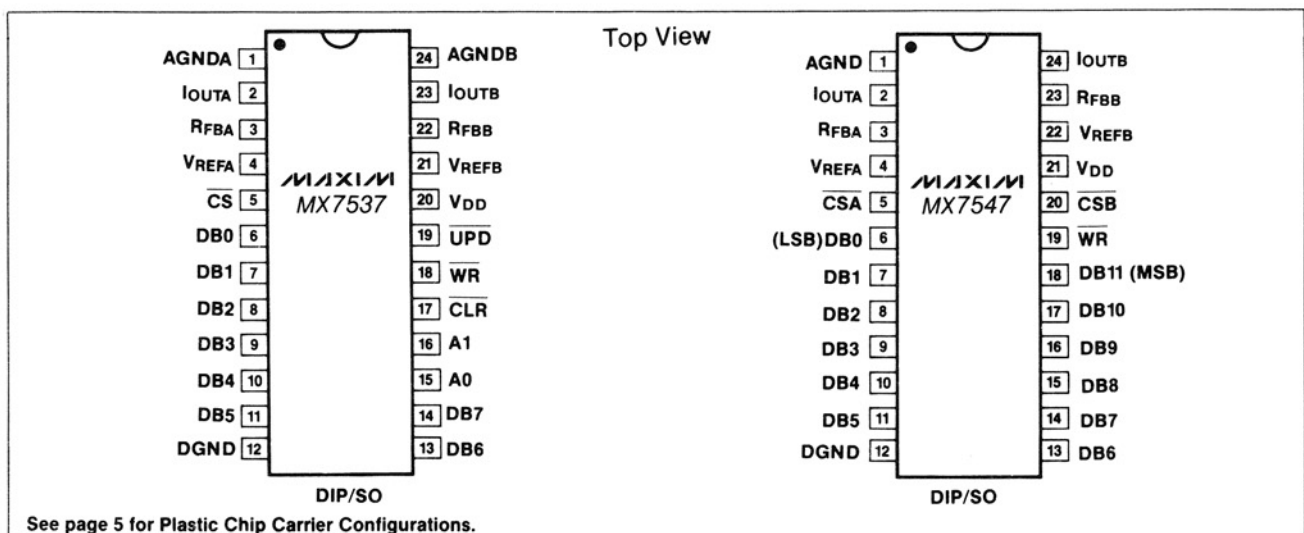 Top View
AGNDA 1 24 AGNDB
IOUTA 2 23 IOUTB
RFBA 3 22 RFBB
VREFA 4 21 VREFB
CS 5 20 VDD
DB0 6 19 UPD
DB1 7 18 WR
DB2 8 17 CLR
DB3 9 16 A1
DB4 10 15 A0
DB5 11 14 DB7
DGND 12 13 DB6
MAXIM
MX7537
DIP/SO
AGND 1 24 IOUTB
IOUTA 2 23 RFBB
RFBA 3 22 VREFB
VREFA 4 21 VDD
CSA 5 20 CSB
(LSB)DB0 6 19 WR
DB1 7 18 DB11 (MSB)
DB2 8 17 DB10
DB3 9 16 DB9
DB4 10 15 DB8
DB5 11 14 DB7
DGND 12 13 DB6
MAXIM
MX7547
DIP/SO
See page 5 for Plastic Chip Carrier Configurations.